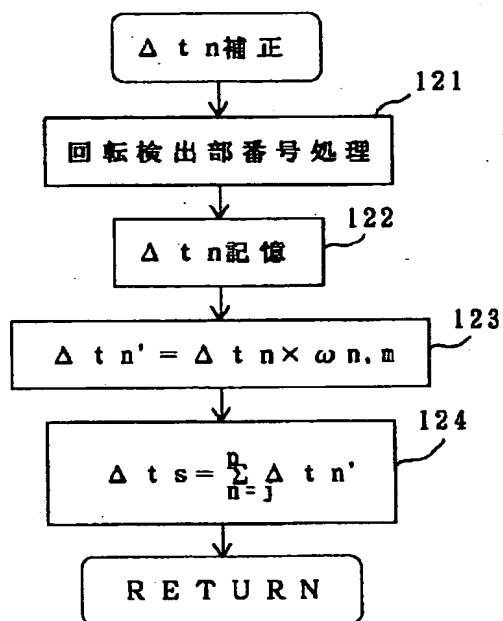 Δtn補正
121
回転検出部番号処理
122
Δtn記憶
123
Δtn'=Δtn×ωn,m
124
Δts=Σ Δtn'
n
n=j
RETURN